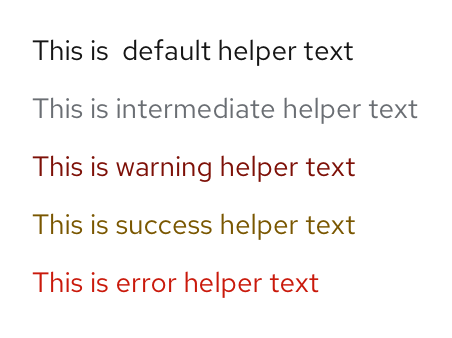 This is  default helper text
This is intermediate helper text
This is warning helper text
This is success helper text
This is error helper text